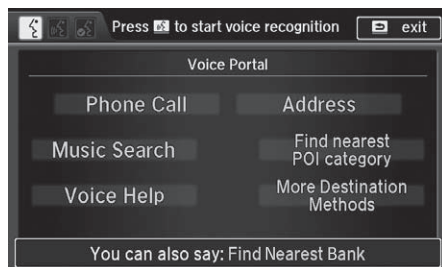 Press to start voice recognition
exit
Voice Portal
Phone Call
Address
Music Search
Find nearest
POI category
Voice Help
More Destination
Methods
You can also say: Find Nearest Bank